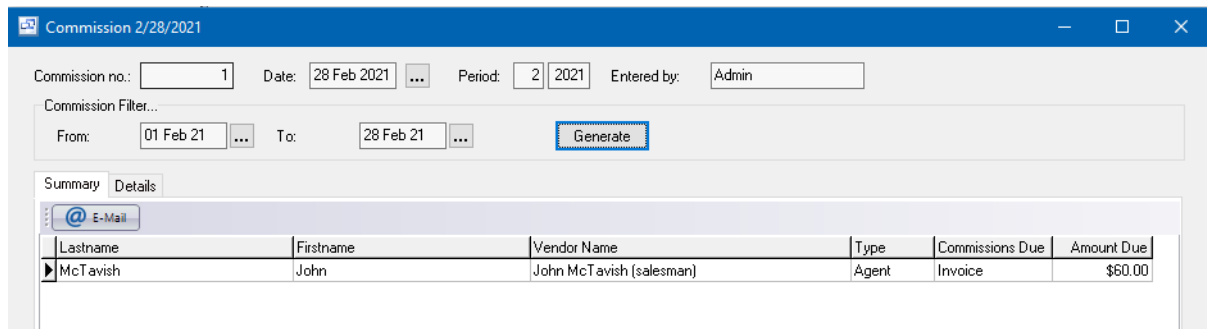 Commission 2/28/2021
Commission no.: 1 Date: 28 Feb 2021 ... Period: 2 2021 Entered by: Admin
Commission Filter...
From: 01 Feb 21 ... To: 28 Feb 21 ... Generate
Summary Details
@ E-Mail
Lastname Firstname Vendor Name Type Commissions Due Amount Due
McTavish John John McTavish (salesman) Agent Invoice $60.00